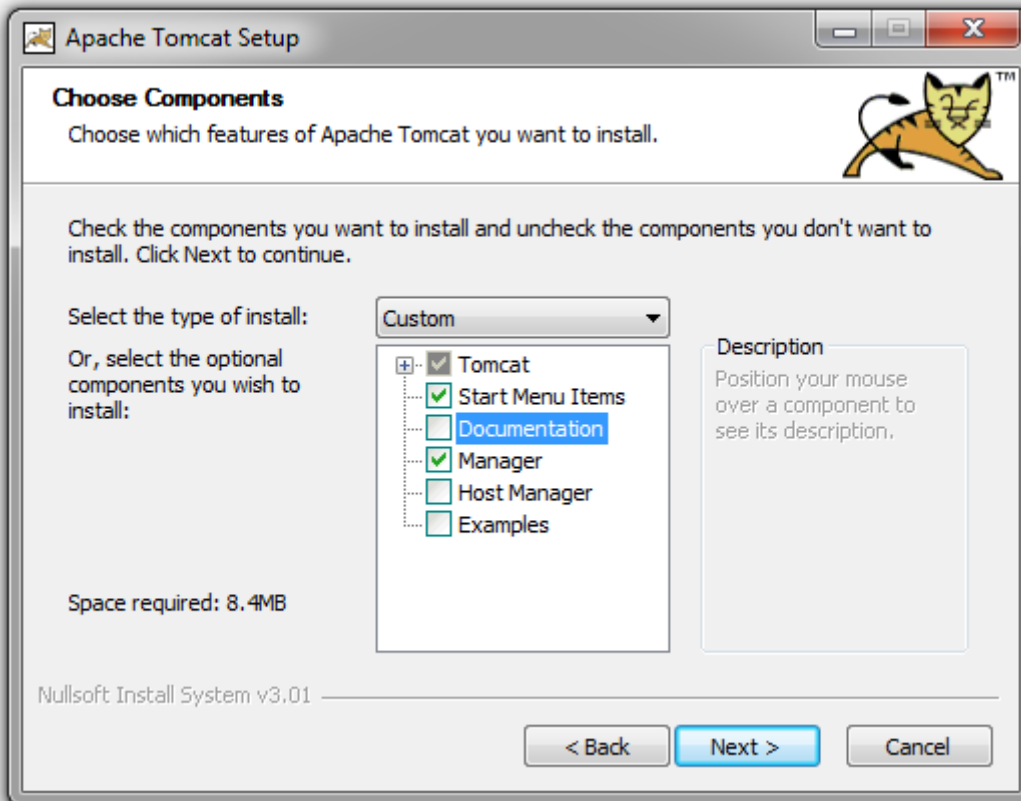 Apache Tomcat Setup
Choose Components
Choose which features of Apache Tomcat you want to install.
TM
Check the components you want to install and uncheck the components you don't want to
install. Click Next to continue.
Select the type of install:
Custom
Or, select the optional
components you wish to
install:
Tomcat
Start Menu Items
Documentation
Manager
Host Manager
Examples
Description
Position your mouse
over a component to
see its description.
Space required: 8.4MB
Nullsoft Install System v3.01
< Back
Next >
Cancel